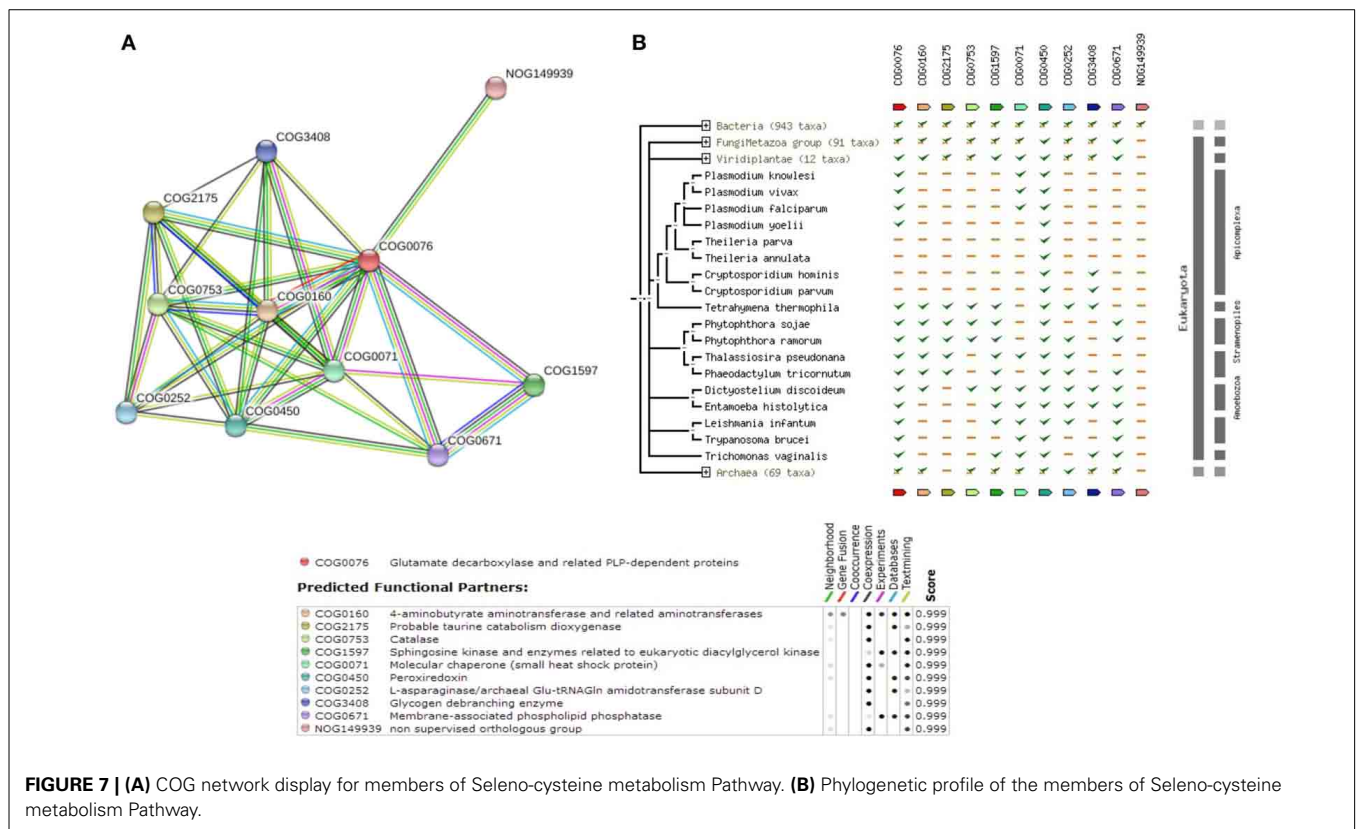 A
B
NOG149939
COG3408
COG2175
COG0076
COG0753
COG0160
COG0071
COG1597
COG0252
COG0450
COG0671
COG0076
COG0160
COG2175
COG0753
COG1597
COG0071
COG0450
COG0252
COG3408
COG0671
NOG149939
Bacteria (943 taxa)
FungiMetazoa group (91 taxa)
Viridiplantae (12 taxa)
Plasmodium knowlesi
Plasmodium vivax
Plasmodium falciparum
Plasmodium yoelii
Theileria parva
Theileria annulata
Cryptosporidium hominis
Cryptosporidium parvum
Tetrahymena thermophila
Phytophthora sojae
Phytophthora ramorum
Thalassiosira pseudonana
Phaeodactylum tricornutum
Dictyostelium discoideum
Entamoeba histolytica
Leishmania infantum
Trypanosoma brucei
Trichomonas vaginalis
Archaea (69 taxa)
Eukaryota
Apicomplexa
Stramenopiles
Amoebozoa
Neighborhood
Gene Fusion
Cooccurrence
Coexpression
Experiments
Databases
Textmining
Score
COG0076 Glutamate decarboxylase and related PLP-dependent proteins
Predicted Functional Partners:
COG0160 4-aminobutyrate aminotransferase and related aminotransferases 0.999
COG2175 Probable taurine catabolism dioxygenase 0.999
COG0753 Catalase 0.999
COG1597 Sphingosine kinase and enzymes related to eukaryotic diacylglycerol kinase 0.999
COG0071 Molecular chaperone (small heat shock protein) 0.999
COG0450 Peroxiredoxin 0.999
COG0252 L-asparaginase/archaeal Glu-tRNAGln amidotransferase subunit D 0.999
COG3408 Glycogen debranching enzyme 0.999
COG0671 Membrane-associated phospholipid phosphatase 0.999
NOG149939 non supervised orthologous group 0.999
FIGURE 7 | (A) COG network display for members of Seleno-cysteine metabolism Pathway. (B) Phylogenetic profile of the members of Seleno-cysteine
metabolism Pathway.